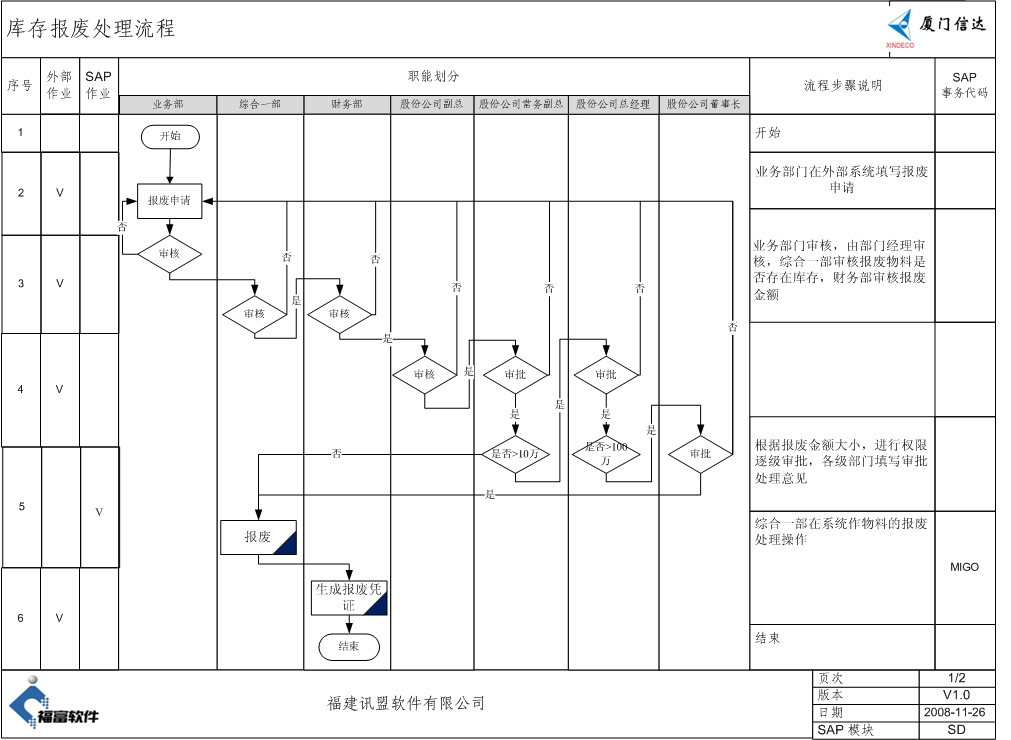 库存报废处理流程
厦门信达
XINDECO
序号
外部
作业
SAP
作业
职能划分
流程步骤说明
SAP
事务代码
业务部
综合一部
财务部
股份公司副总
股份公司常务副总
股份公司总经理
股份公司董事长
1
开始
开始
2
V
报废申请
业务部门在外部系统填写报废
申请
否
3
V
审核
业务部门审核，由部门经理审
核，综合一部审核报废物料是
否存在库存，财务部审核报废
金额
否
否
否
否
否
否
审核
是
审核
是
4
V
审核
是
审批
是
审批
是
是
是
5
V
否
是否>10万
是否>100
万
审批
根据报废金额大小，进行权限
逐级审批，各级部门填写审批
处理意见
是
报废
综合一部在系统作物料的报废
处理操作
MIGO
6
V
生成报废凭
证
结束
结束
福富软件
福建讯盟软件有限公司
页次
1/2
版本
V1.0
日期
2008-11-26
SAP 模块
SD